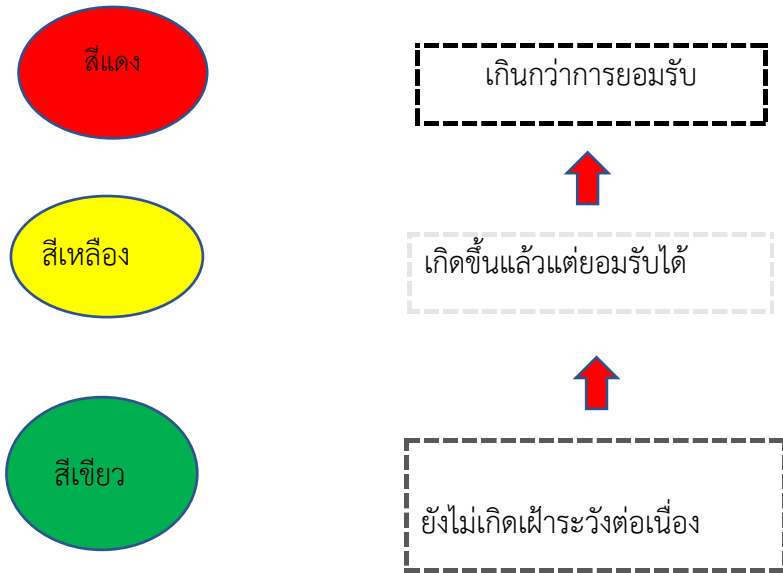 สีแดง
เกินกว่าการยอมรับ
สีเหลือง
เกิดขึ้นแล้วแต่ยอมรับได้
สีเขียว
ยังไม่เกิดเฝ้าระวังต่อเนื่อง